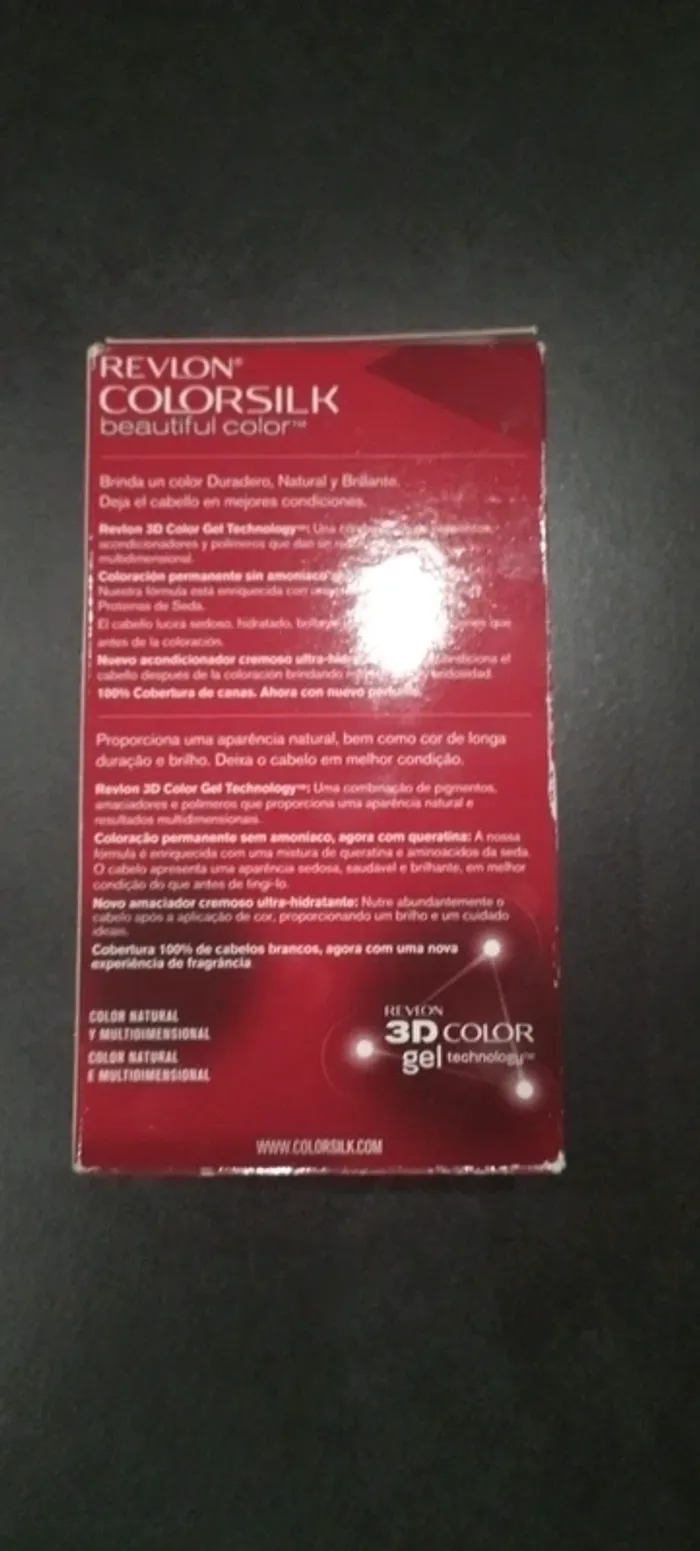 REVLON®
COLORSILK
beautiful color™
Brinda un color Duradero, Natural y Brillante.
Deja el cabello en mejores condiciones.
Revlon 3D Color Gel Technology™: Una
acondicionadores y polímeros que dan un
multidimensional.
Coloración permanente sin amoníaco
Nuestra fórmula está enriquecida con
Proteínas de Seda.
El cabello lucirá sedoso, hidratado, que
antes de la coloración.
Nuevo acondicionador cremoso ultra- el
cabello después de la coloración brindando
100% Cobertura de canas. Ahora con nuevo
Proporciona uma aparência natural, bem como cor de longa
duração e brilho. Deixa o cabelo em melhor condição.
Revlon 3D Color Gel Technology™: Uma combinação de pigmentos,
amaciadores e polímeros que proporciona uma aparência natural e
resultados multidimensionais.
Coloração permanente sem amoníaco, agora com queratina: A nossa
fórmula é enriquecida com uma mistura de queratina e aminoácidos da seda.
O cabelo apresenta uma aparência sedosa, saudável e brilhante, em melhor
condição do que antes de tingi-lo.
Novo amaciador cremoso ultra-hidratante: Nutre abundantemente o
cabelo após a aplicação de cor, proporcionando um brilho e um cuidado
ideais.
Cobertura 100% de cabelos brancos, agora com uma nova
experiência de fragrância
COLOR NATURAL
Y MULTIDIMENSIONAL
COLOR NATURAL
E MULTIDIMENSIONAL
REVLON
3D COLOR
gel technology™
WWW.COLORSILK.COM